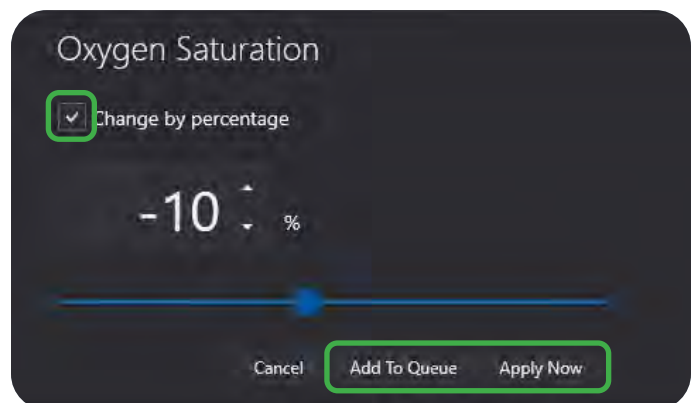 Oxygen Saturation
Change by percentage
-10 %
Cancel Add To Queue Apply Now